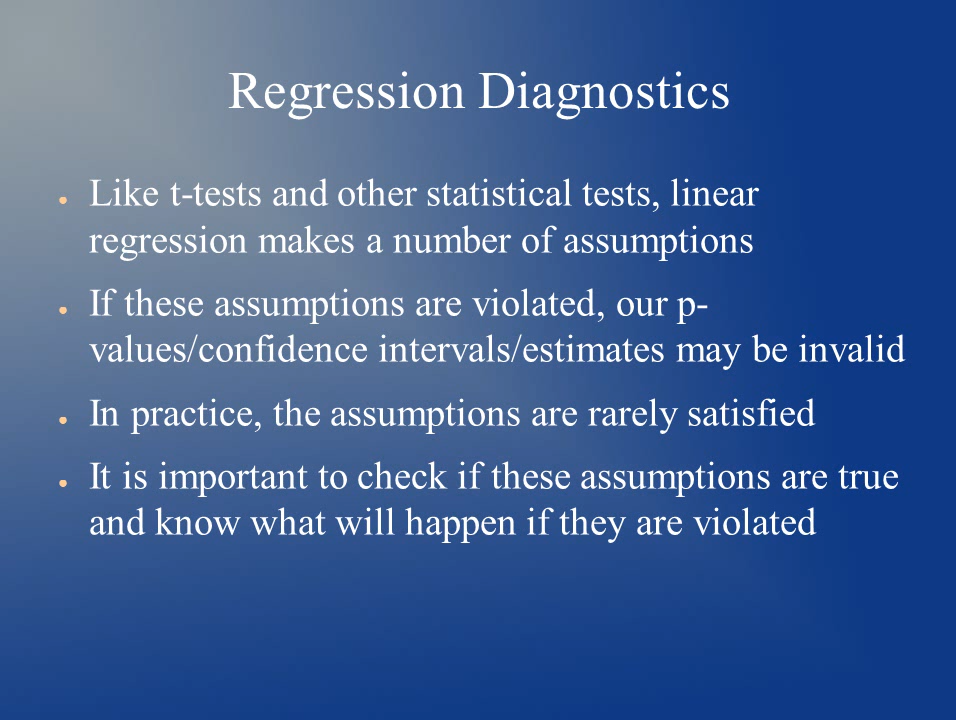 Regression Diagnostics
● Like t-tests and other statistical tests, linear
regression makes a number of assumptions
● If these assumptions are violated, our p-
values/confidence intervals/estimates may be invalid
● In practice, the assumptions are rarely satisfied
● It is important to check if these assumptions are true
and know what will happen if they are violated